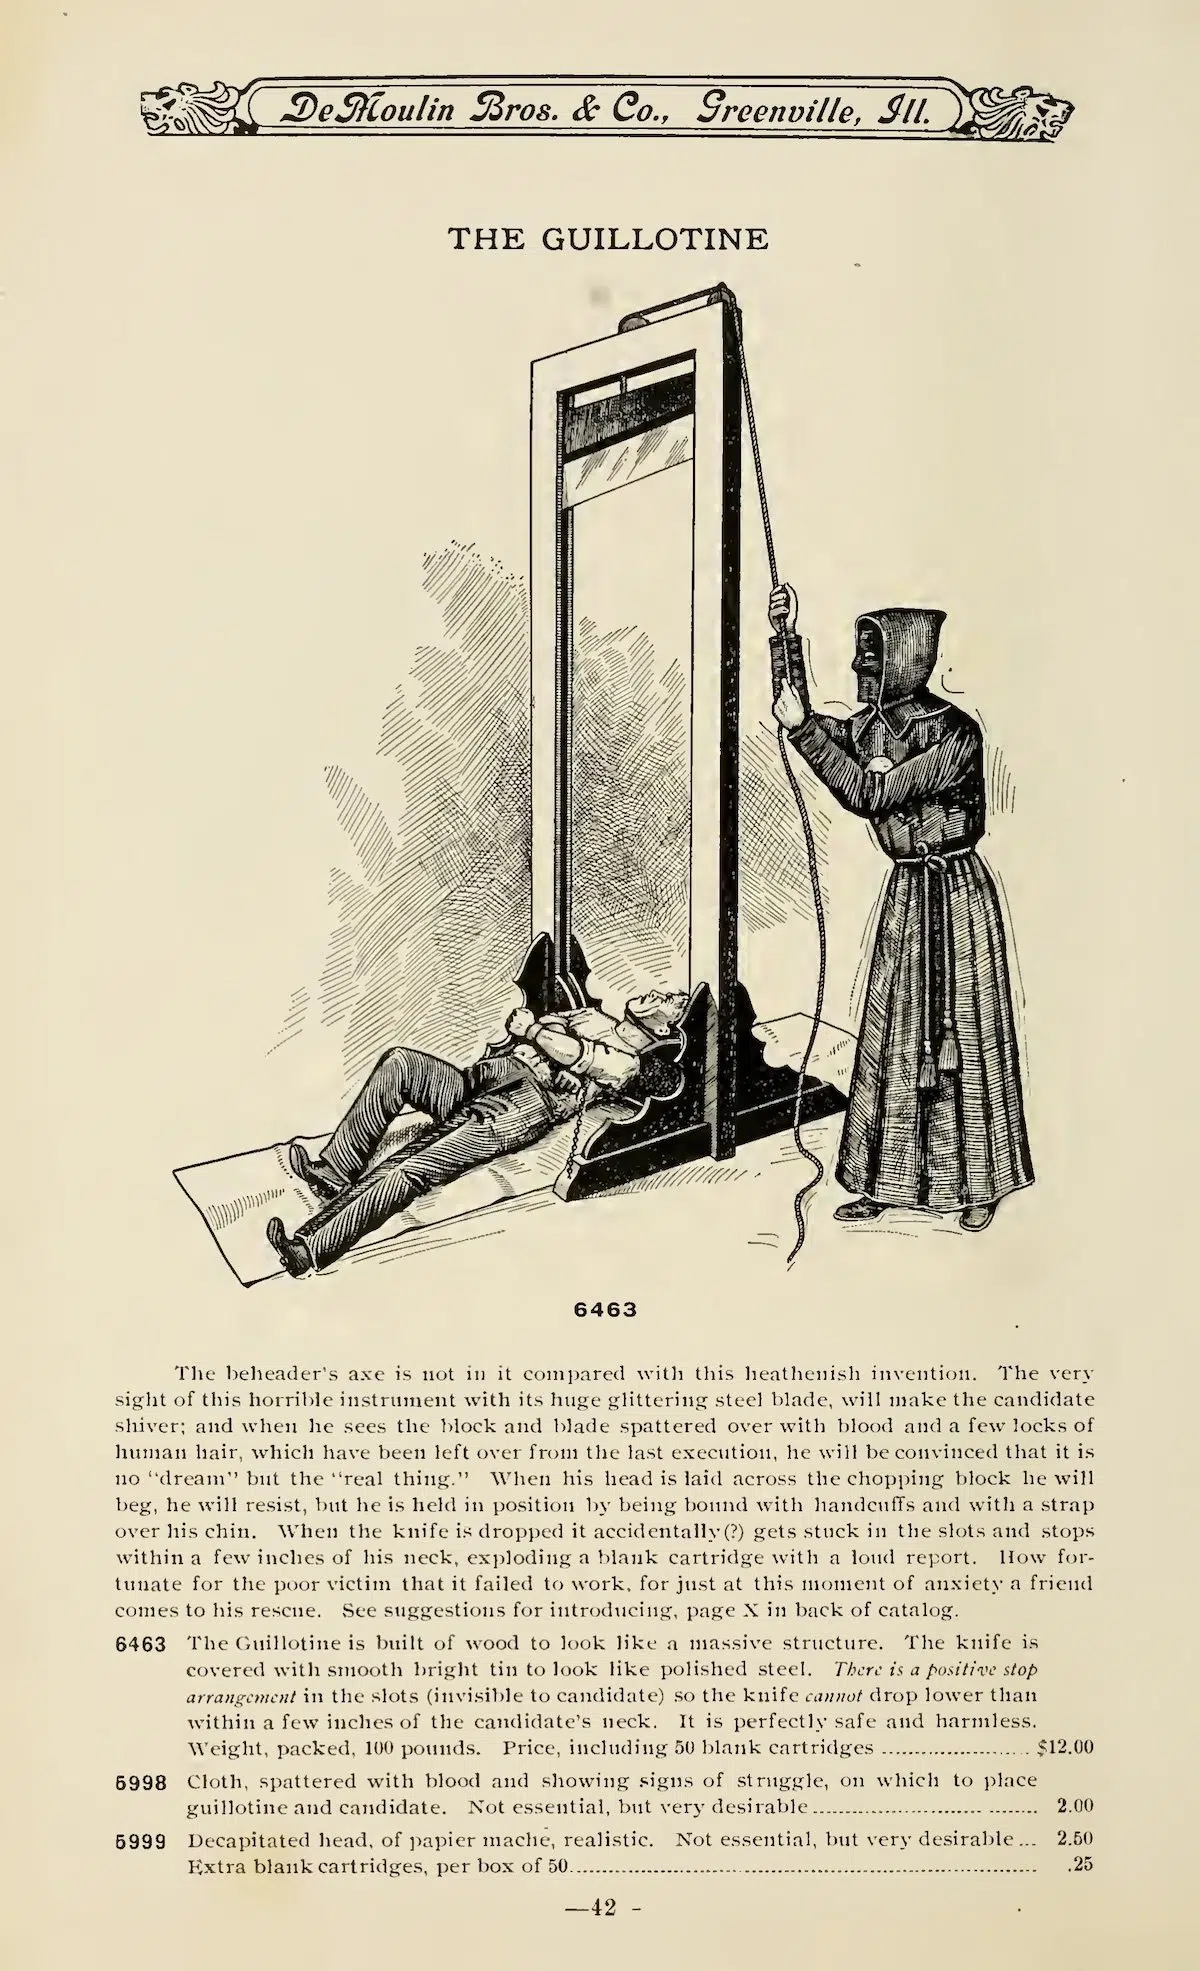 DeMoulin Bros. & Co., Greenville, Ill.
THE GUILLOTINE
6463
The beheader's axe is not in it compared with this heathenish invention. The very
sight of this horrible instrument with its huge glittering steel blade, will make the candidate
shiver; and when he sees the block and blade spattered over with blood and a few locks of
human hair, which have been left over from the last execution, he will be convinced that it is
no "dream" but the "real thing." When his head is laid across the chopping block he will
beg, he will resist, but he is held in position by being bound with handcuffs and with a strap
over his chin. When the knife is dropped it accidentally(?) gets stuck in the slots and stops
within a few inches of his neck, exploding a blank cartridge with a loud report. How for-
tunate for the poor victim that it failed to work, for just at this moment of anxiety a friend
comes to his rescue. See suggestions for introducing, page X in back of catalog.
6463 The Guillotine is built of wood to look like a massive structure. The knife is
covered with smooth bright tin to look like polished steel. There is a positive stop
arrangement in the slots (invisible to candidate) so the knife cannot drop lower than
within a few inches of the candidate's neck. It is perfectly safe and harmless.
Weight, packed, 100 pounds. Price, including 50 blank cartridges ........................ $12.00
5998 Cloth, spattered with blood and showing signs of struggle, on which to place
guillotine and candidate. Not essential, but very desirable.................................... 2.00
5999 Decapitated head, of papier mache, realistic. Not essential, but very desirable... 2.50
Extra blank cartridges, per box of 50........................................................................ .25
—42 -